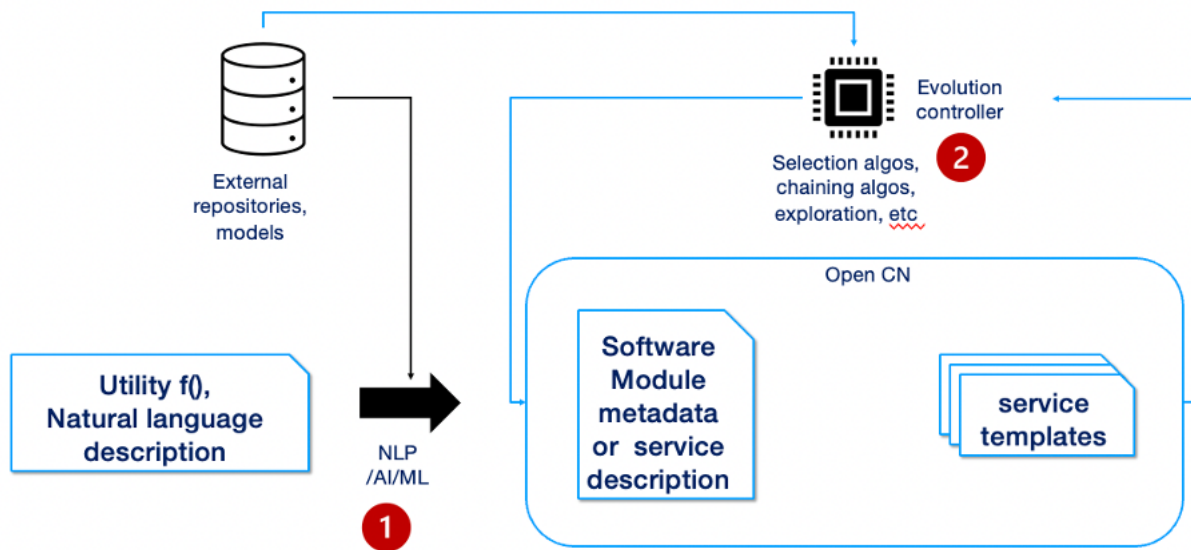 External
repositories,
models
Evolution
controller
2
Selection algos,
chaining algos,
exploration, etc
Open CN
Utility f(),
Natural language
description
NLP
/AI/ML
1
Software
Module
metadata
or service
description
service
templates